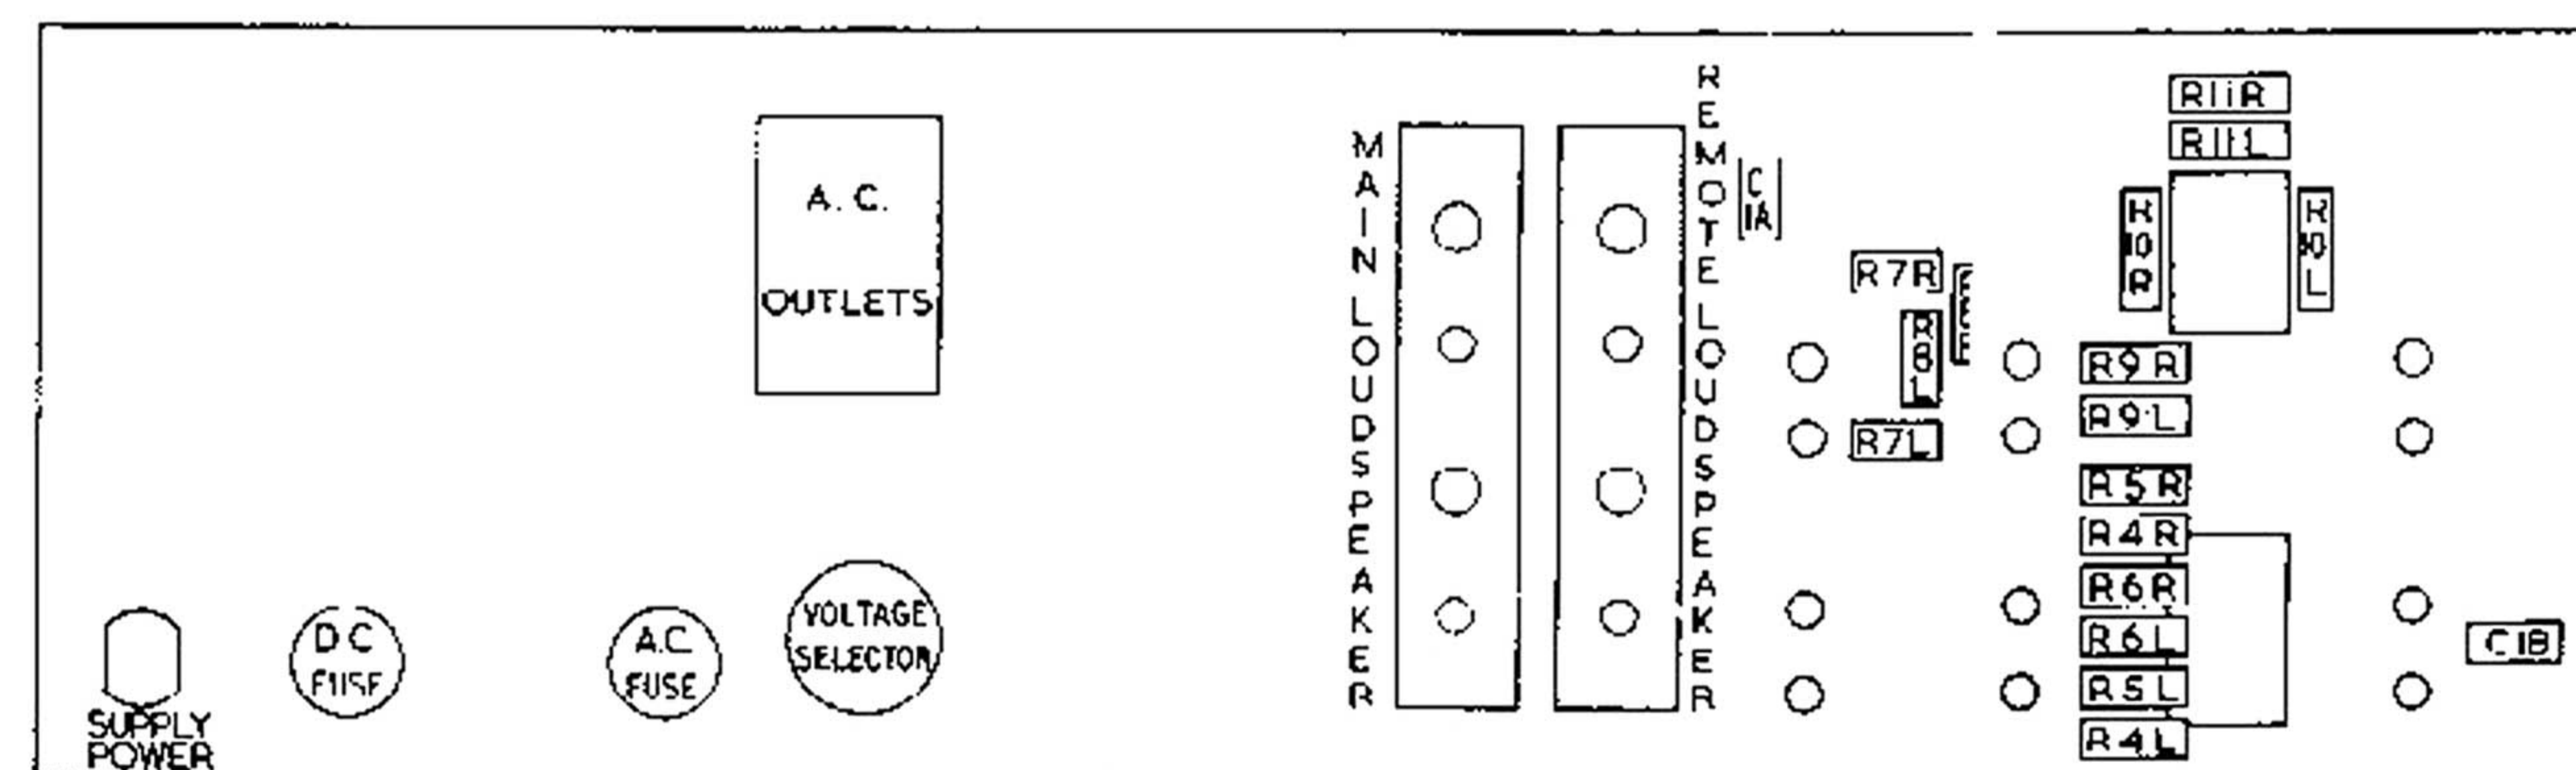 A.C.
OUTLETS
SUPPLY
POWER
DC
FUSE
A.C
FUSE
VOLTAGE
SELECTOR
MAIN LOUDSPEAKER
REMOTE LOUDSPEAKER
C
1A
R7R
R8L
R7L
R11R
R11L
R10R
R10L
R9R
R9L
R5R
R4R
R6R
R6L
R5L
R4L
C1B